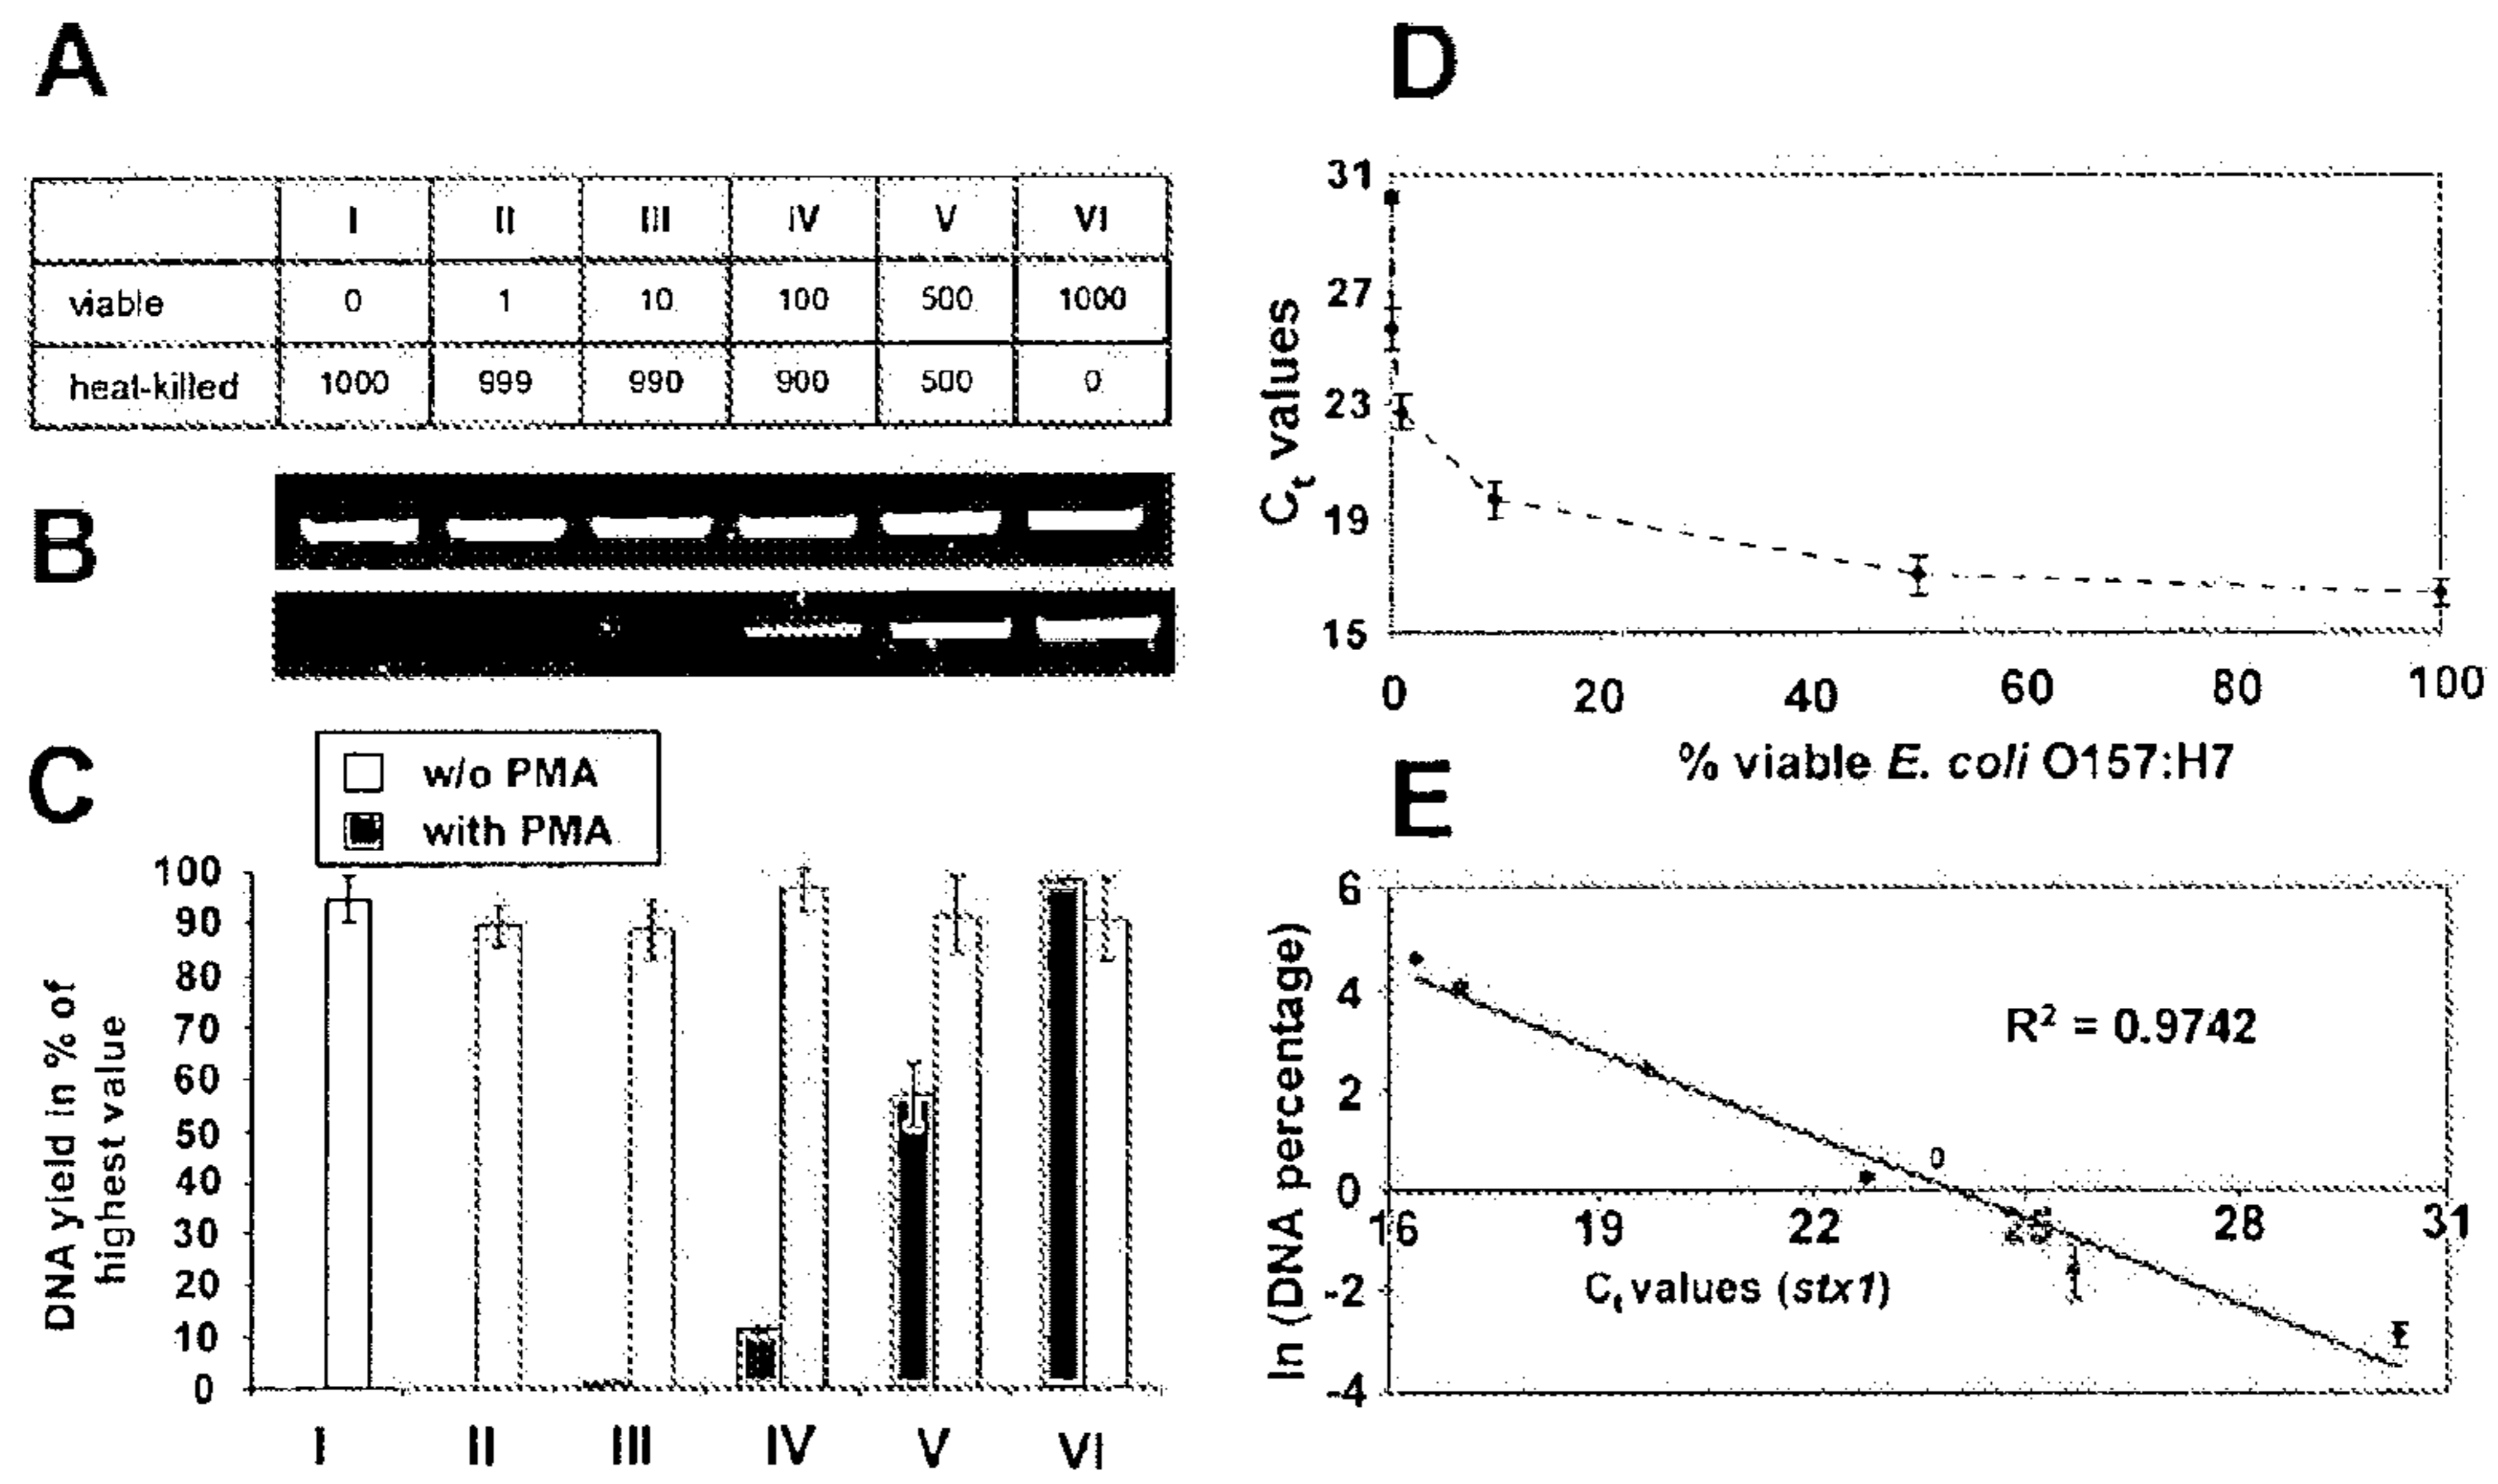 A
I II III IV V VI
viable 0 1 10 100 500 1000
heat-killed 1000 999 990 900 500 0
B
C
w/o PMA
with PMA
100
90
80
70
60
50
40
30
20
10
0
DNA yield in % of
highest value
I II III IV V VI
D
31
27
23
19
15
Ct values
0 20 40 60 80 100
% viable E. coli O157:H7
E
6
4
2
0
-2
-4
ln (DNA percentage)
R² = 0.9742
16 19 22 25 28 31
Ct values (stx1)